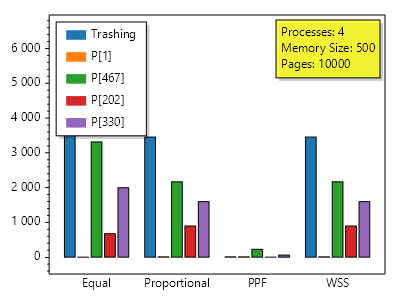 6 000
5 000
4 000
3 000
2 000
1 000
0
Trashing
P[1]
P[467]
P[202]
P[330]
Processes: 4
Memory Size: 500
Pages: 10000
Equal
Proportional
PPF
WSS